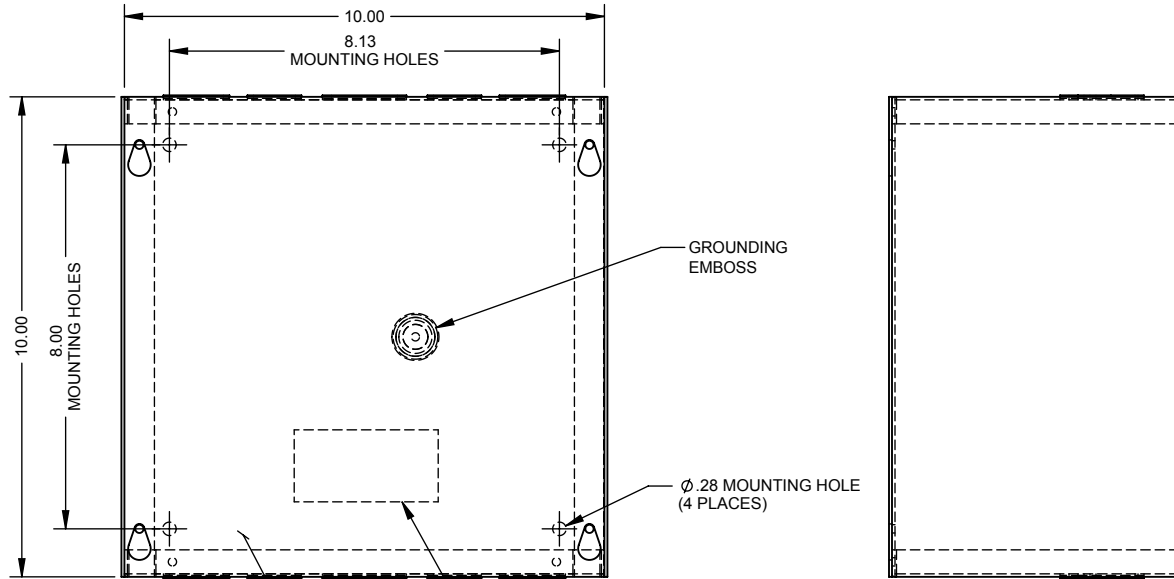 10.00
8.13
MOUNTING HOLES
10.00
8.00
MOUNTING HOLES
GROUNDING
EMBOSS
Ø.28 MOUNTING HOLE
(4 PLACES)